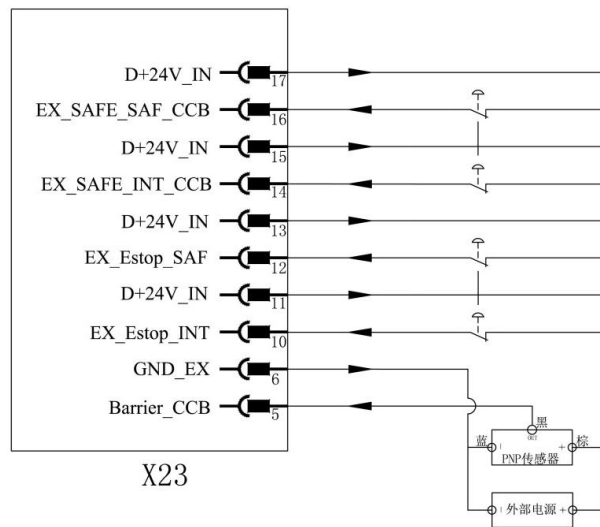 D+24V_IN 17
EX_SAFE_SAF_CCB 16
D+24V_IN 15
EX_SAFE_INT_CCB 14
D+24V_IN 13
EX_Estop_SAF 12
D+24V_IN 11
EX_Estop_INT 10
GND_EX 6
Barrier_CCB 5
黑
蓝 OUT 棕
PNP传感器
外部电源
X23